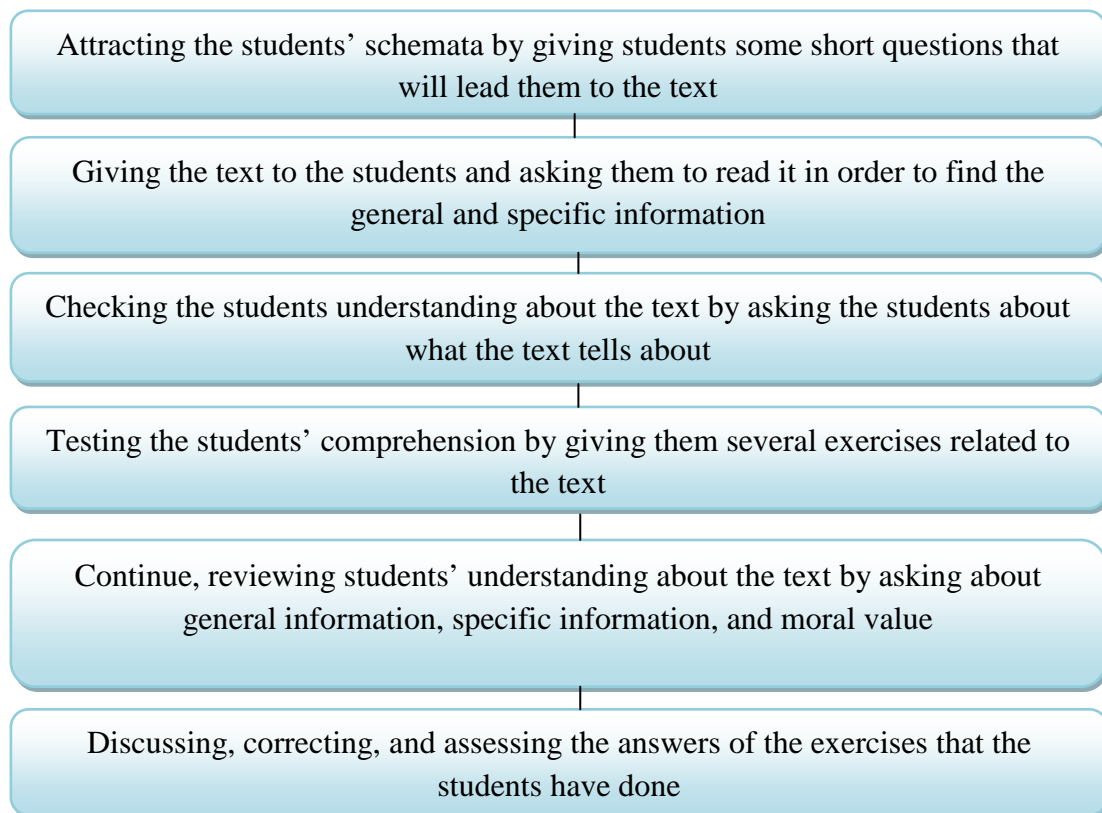 Attracting the students’ schemata by giving students some short questions that
will lead them to the text
Giving the text to the students and asking them to read it in order to find the
general and specific information
Checking the students understanding about the text by asking the students about
what the text tells about
Testing the students’ comprehension by giving them several exercises related to
the text
Continue, reviewing students’ understanding about the text by asking about
general information, specific information, and moral value
Discussing, correcting, and assessing the answers of the exercises that the
students have done